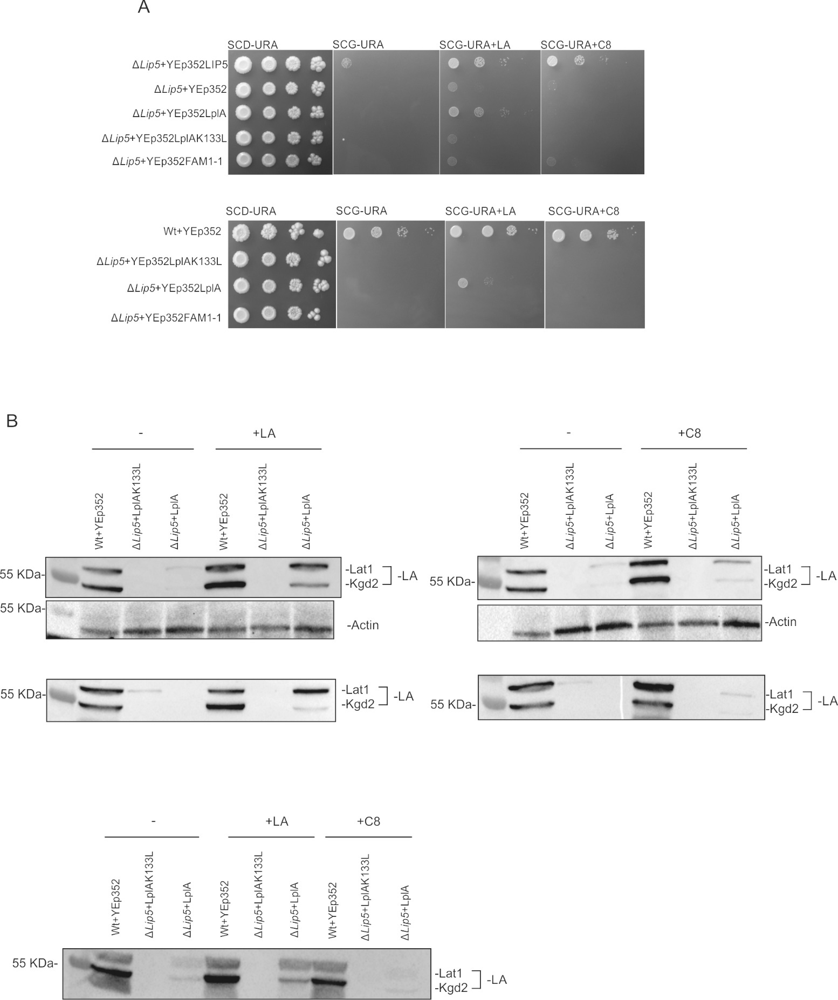 A
SCD-URA SCG-URA SCG-URA+LA SCG-URA+C8
ΔLip5+YEp352LIP5
ΔLip5+YEp352
ΔLip5+YEp352LplA
ΔLip5+YEp352LplAK133L
ΔLip5+YEp352FAM1-1
SCD-URA SCG-URA SCG-URA+LA SCG-URA+C8
Wt+YEp352
ΔLip5+YEp352LplAK133L
ΔLip5+YEp352LplA
ΔLip5+YEp352FAM1-1
B
- +LA
Wt+YEp352
ΔLip5+LplAK133L
ΔLip5+LplA
Wt+YEp352
ΔLip5+LplAK133L
ΔLip5+LplA
55 KDa- -Lat1
-Kgd2 -LA
55 KDa-
-Actin
55 KDa- -Lat1
-Kgd2 -LA
- +C8
Wt+YEp352
ΔLip5+LplAK133L
ΔLip5+LplA
Wt+YEp352
ΔLip5+LplAK133L
ΔLip5+LplA
-Lat1
55 KDa- -Kgd2 -LA
-Actin
-Lat1
55 KDa- -Kgd2 -LA
- +LA +C8
Wt+YEp352
ΔLip5+LplAK133L
ΔLip5+LplA
Wt+YEp352
ΔLip5+LplAK133L
ΔLip5+LplA
Wt+YEp352
ΔLip5+LplAK133L
ΔLip5+LplA
55 KDa-
-Lat1
-Kgd2 -LA